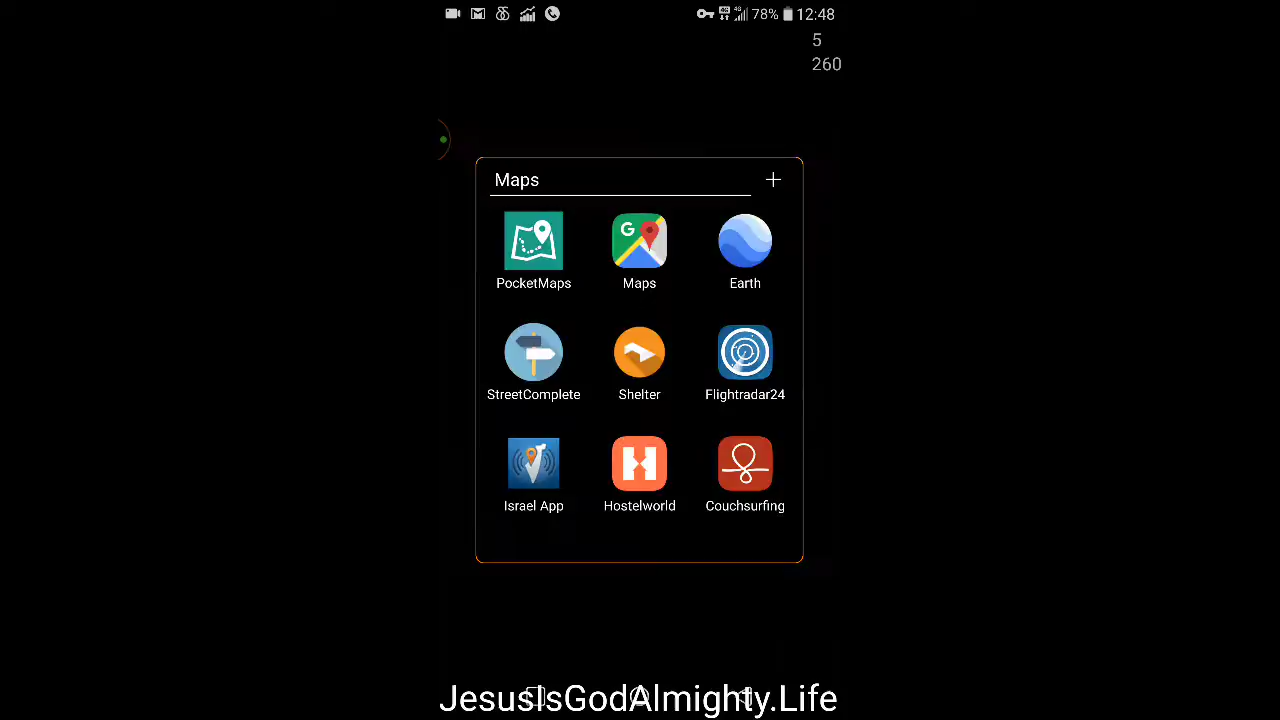 78% 12:48
5
260
Maps
PocketMaps Maps Earth
StreetComplete Shelter Flightradar24
Israel App Hostelworld Couchsurfing
JesusIsGodAlmighty.Life